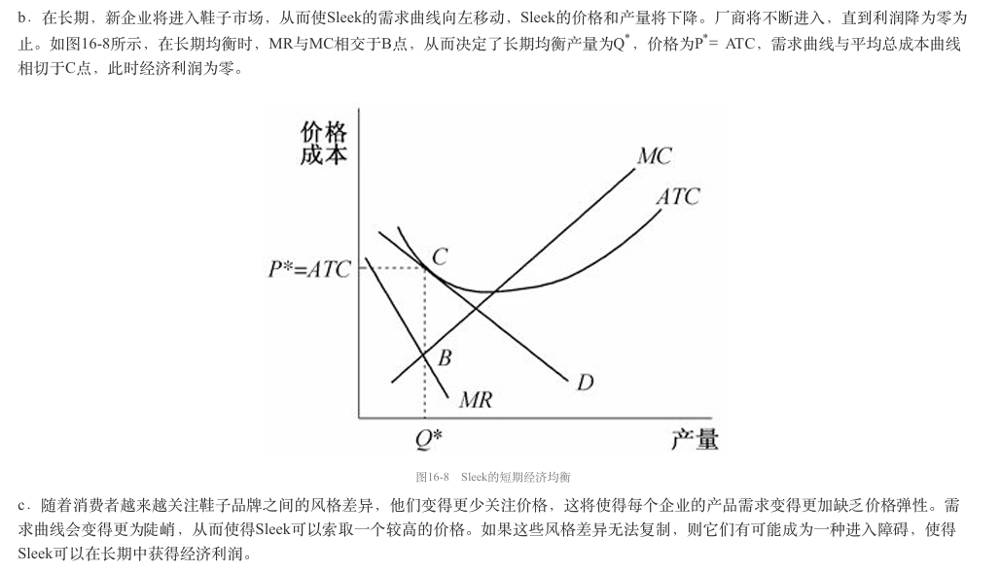 b．在长期，新企业将进入鞋子市场，从而使Sleek的需求曲线向左移动，Sleek的价格和产量将下降。厂商将不断进入，直到利润降为零为
止。如图16-8所示，在长期均衡时，MR与MC相交于B点，从而决定了长期均衡产量为Q*，价格为P*= ATC，需求曲线与平均总成本曲线
相切于C点，此时经济利润为零。
价格
成本
MC
ATC
C
P*=ATC
B
D
MR
Q*
产量
图16-8 Sleek的短期经济均衡
c．随着消费者越来越关注鞋子品牌之间的风格差异，他们变得更少关注价格，这将使得每个企业的产品需求变得更加缺乏价格弹性。需
求曲线会变得更为陡峭，从而使得Sleek可以索取一个较高的价格。如果这些风格差异无法复制，则它们有可能成为一种进入障碍，使得
Sleek可以在长期中获得经济利润。